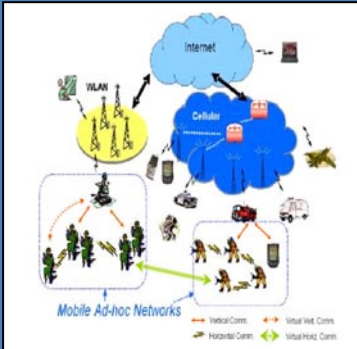 Internet
WLAN
Cellular
Mobile Ad-hoc Networks
Vertical Comm.
Virtual Vert. Comm.
Horizontal Comm.
Virtual Horiz. Comm.